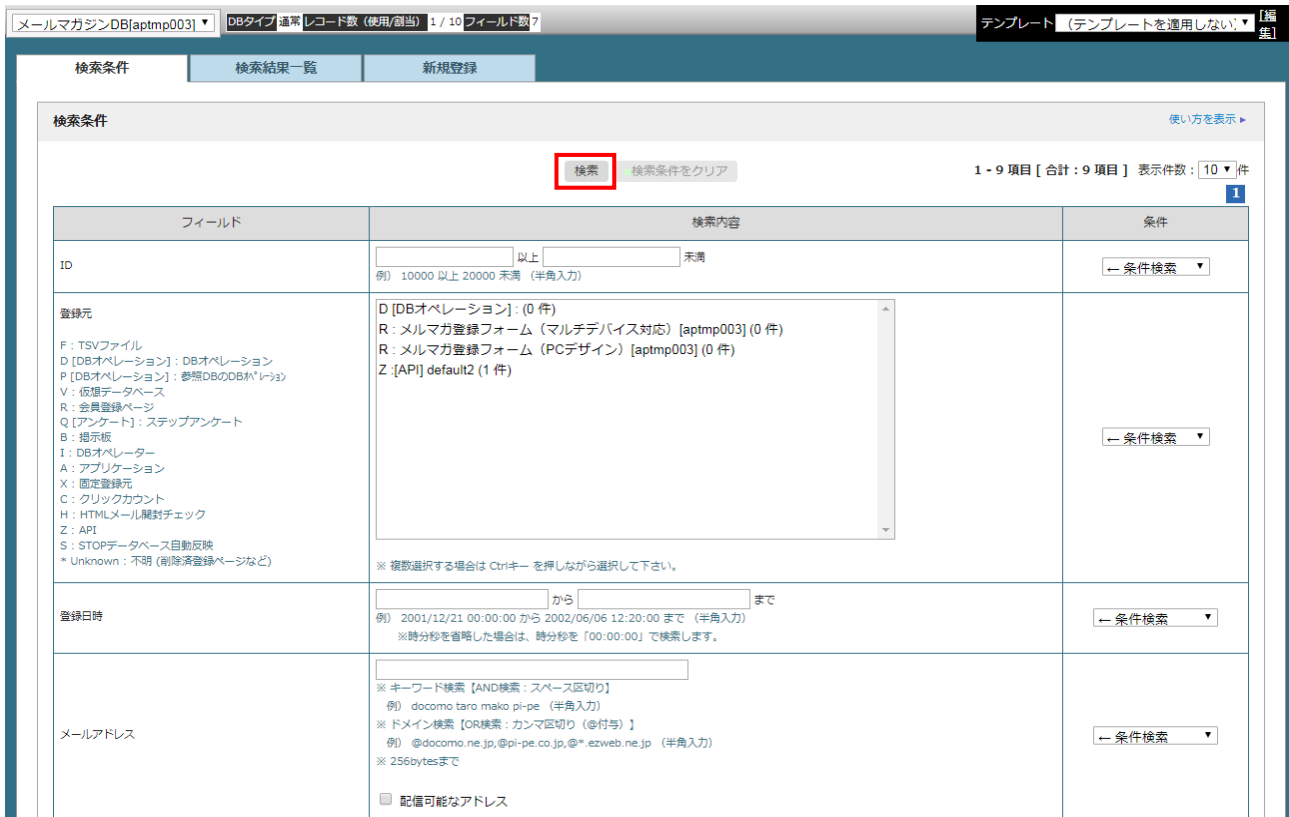 メールマガジンDB[aptmp003] ▼ DBタイプ 通常 レコード数（使用/割当） 1 / 10 フィールド数 7
テンプレート （テンプレートを適用しない） ▼ [編集]
検索条件 検索結果一覧 新規登録
検索条件
使い方を表示 ▸
検索 検索条件をクリア
1 - 9 項目 [ 合計：9 項目 ] 表示件数： 10 ▼ 件
1
フィールド 検索内容 条件
ID
以上 未満
例） 10000 以上 20000 未満 （半角入力）
← 条件検索 ▼
登録元
F：TSVファイル
D [DBオペレーション]：DBオペレーション
P [DBオペレーション]：参照DBのDBｵﾍﾟﾚｰｼｮﾝ
V：仮想データベース
R：会員登録ページ
Q [アンケート]：ステップアンケート
B：掲示板
I：DBオペレーター
A：アプリケーション
X：固定登録元
C：クリックカウント
H：HTMLメール開封チェック
Z：API
S：STOPデータベース自動反映
* Unknown：不明 (削除済登録ページなど)
D [DBオペレーション] : (0 件)
R : メルマガ登録フォーム（マルチデバイス対応）[aptmp003] (0 件)
R : メルマガ登録フォーム（PCデザイン）[aptmp003] (0 件)
Z :[API] default2 (1 件)
※ 複数選択する場合は Ctrlキー を押しながら選択して下さい。
← 条件検索 ▼
登録日時
から まで
例） 2001/12/21 00:00:00 から 2002/06/06 12:20:00 まで （半角入力）
※時分秒を省略した場合は、時分秒を「00:00:00」で検索します。
← 条件検索 ▼
メールアドレス
※ キーワード検索【AND検索：スペース区切り】
例） docomo taro mako pi-pe （半角入力）
※ ドメイン検索【OR検索：カンマ区切り（@付与）】
例） @docomo.ne.jp,@pi-pe.co.jp,@*.ezweb.ne.jp （半角入力）
※ 256bytesまで
配信可能なアドレス
← 条件検索 ▼